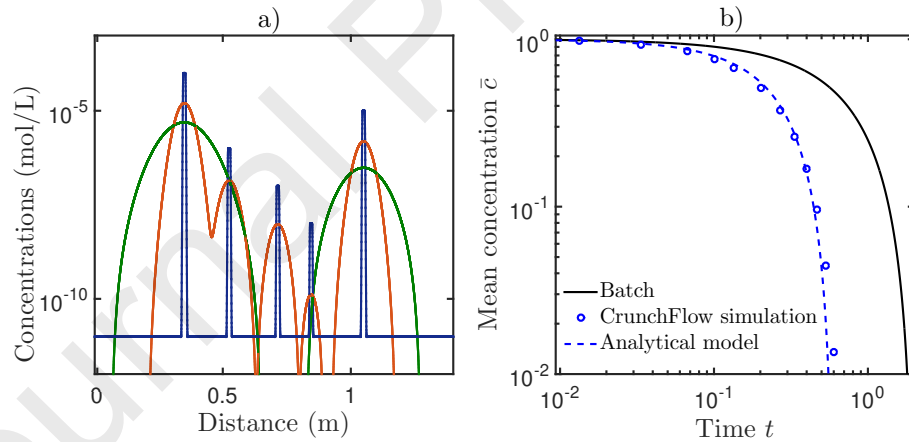 a)
Concentrations (mol/L)
10^-5
10^-10
0
0.5
1
Distance (m)
b)
Mean concentration c̄
10^0
10^-1
10^-2
Batch
CrunchFlow simulation
Analytical model
10^-2
10^-1
10^0
Time t